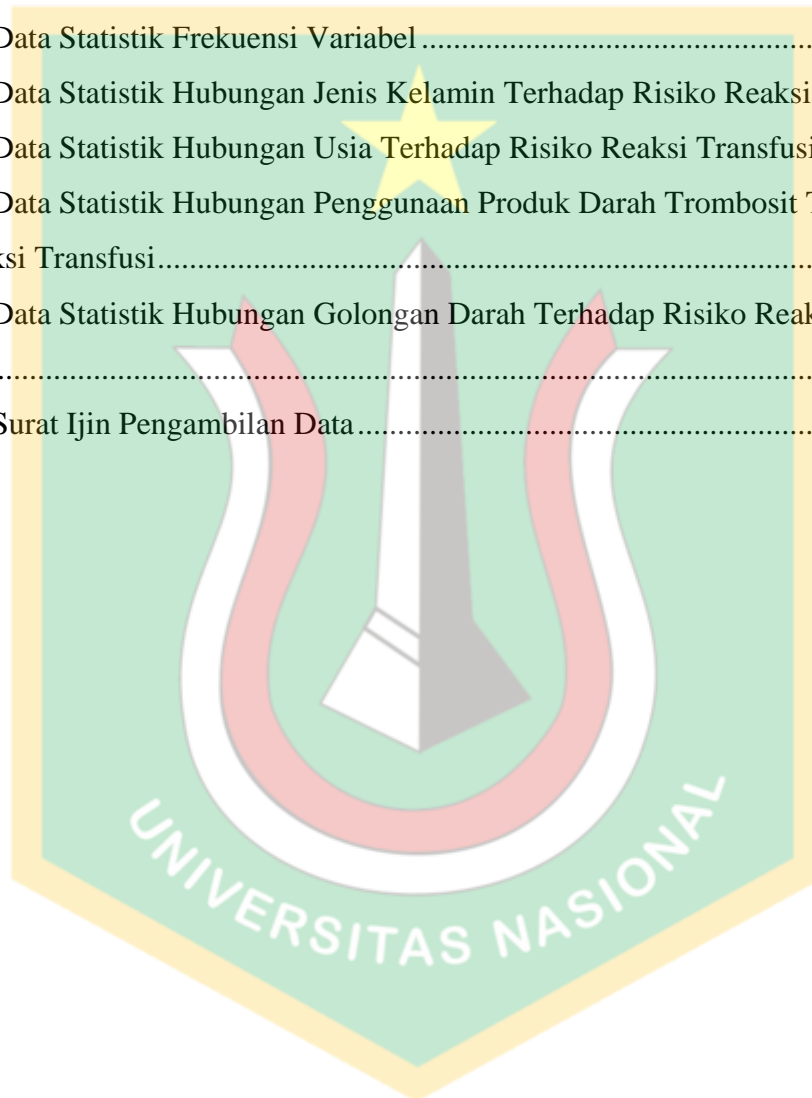 Data Statistik Frekuensi Variabel ..........................................................
Data Statistik Hubungan Jenis Kelamin Terhadap Risiko Reaksi
Data Statistik Hubungan Usia Terhadap Risiko Reaksi Transfusi
Data Statistik Hubungan Penggunaan Produk Darah Trombosit
si Transfusi..........................................................................................
Data Statistik Hubungan Golongan Darah Terhadap Risiko Reak
................................................................................................................
Surat Ijin Pengambilan Data ..................................................................
UNIVERSITAS NASIONAL